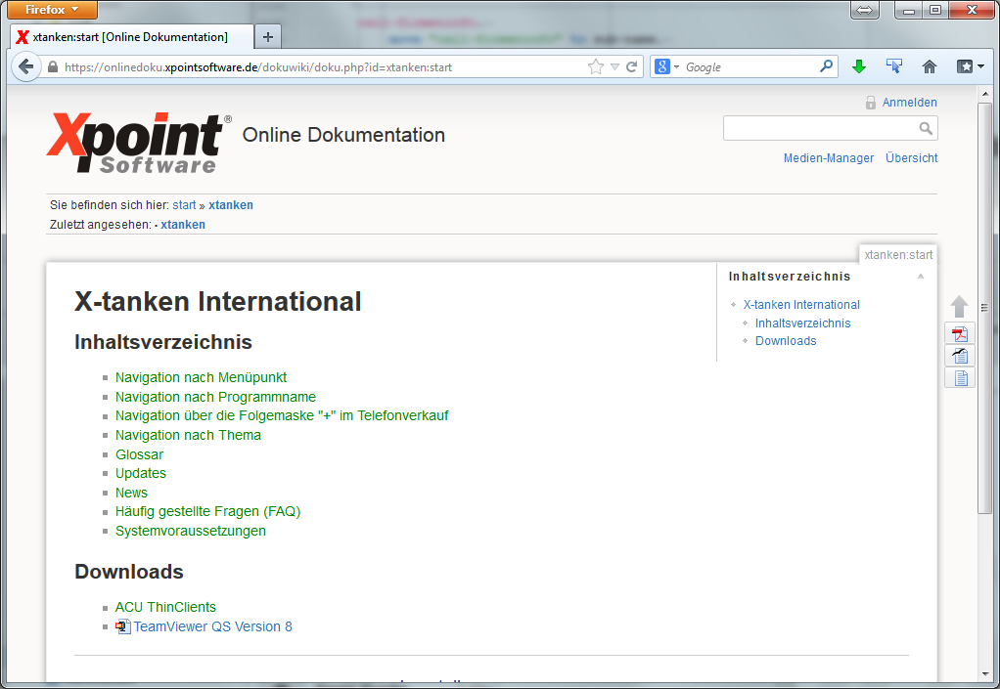 Firefox
xtanken:start [Online Dokumentation]
https://onlinedoku.xpointsoftware.de/dokuwiki/doku.php?id=xtanken:start
Google
Anmelden
Xpoint®
Software
Online Dokumentation
Medien-Manager Übersicht
Sie befinden sich hier: start » xtanken
Zuletzt angesehen: • xtanken
xtanken:start
X-tanken International
Inhaltsverzeichnis
Navigation nach Menüpunkt
Navigation nach Programmname
Navigation über die Folgemaske "+" im Telefonverkauf
Navigation nach Thema
Glossar
Updates
News
Häufig gestellte Fragen (FAQ)
Systemvoraussetzungen
Downloads
ACU ThinClients
TeamViewer QS Version 8
Inhaltsverzeichnis
X-tanken International
Inhaltsverzeichnis
Downloads